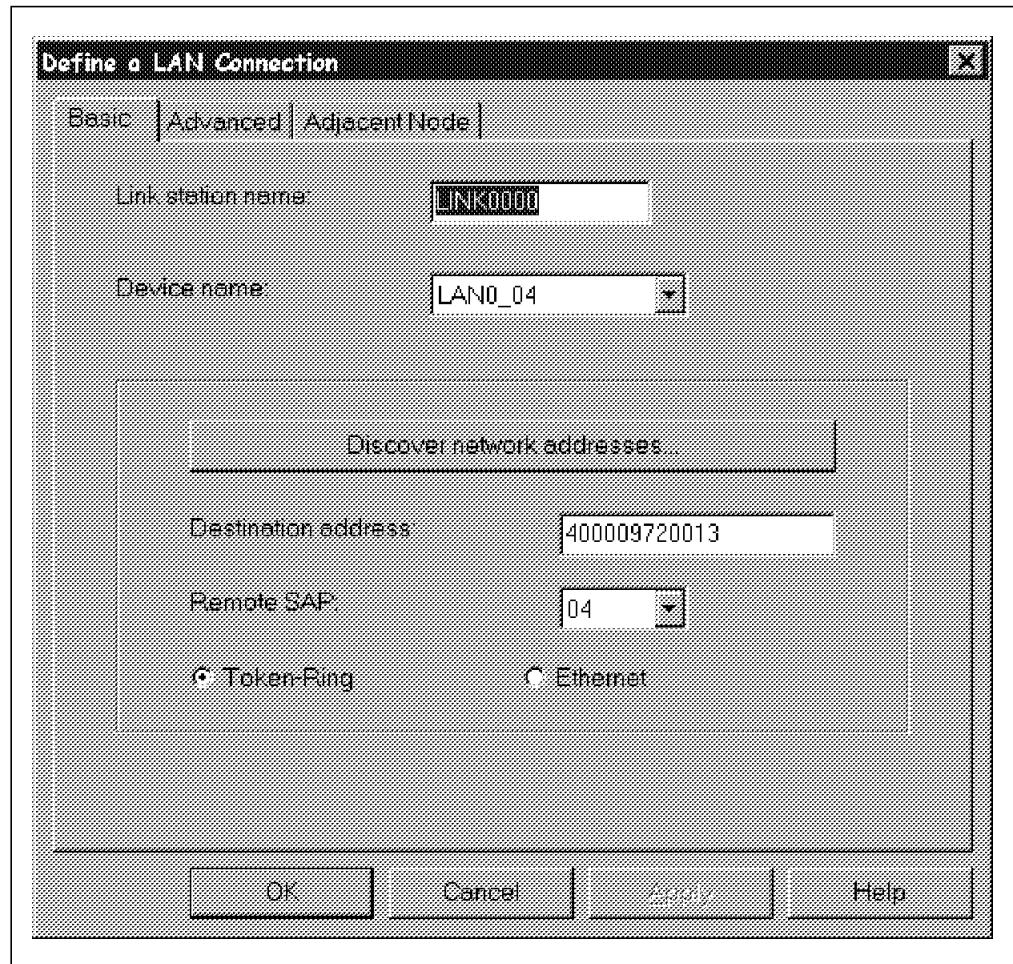 Define a LAN Connection
Basic Advanced Adjacent Node
Link station name: LINK0000
Device name: LAN0_04
Discover network addresses...
Destination address 400009720013
Remote SAP: 04
Token-Ring Ethernet
OK Cancel Apply Help